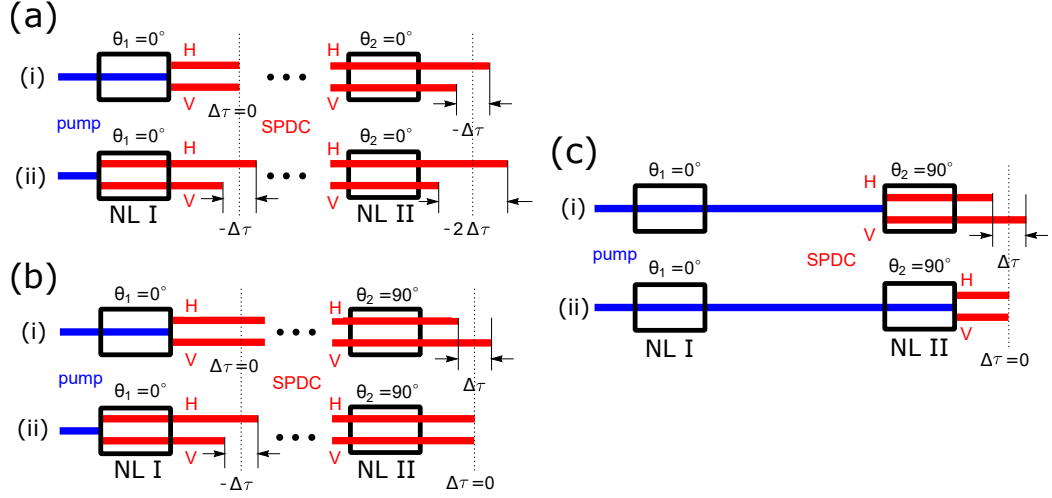 (a)
θ1=0° θ2=0°
H H
(i)
V Δτ=0 V
-Δτ
pump SPDC
θ1=0° θ2=0°
H H
(ii)
V V
NL I NL II
-Δτ -2Δτ
(b)
θ1=0° θ2=90°
H H
(i)
V Δτ=0 V
Δτ
pump SPDC
θ1=0° θ2=90°
H H
(ii)
V V
NL I NL II
-Δτ Δτ=0
(c)
θ1=0° θ2=90°
H
(i)
V
pump SPDC Δτ
θ1=0° θ2=90°
H
(ii)
V
NL I NL II
Δτ=0